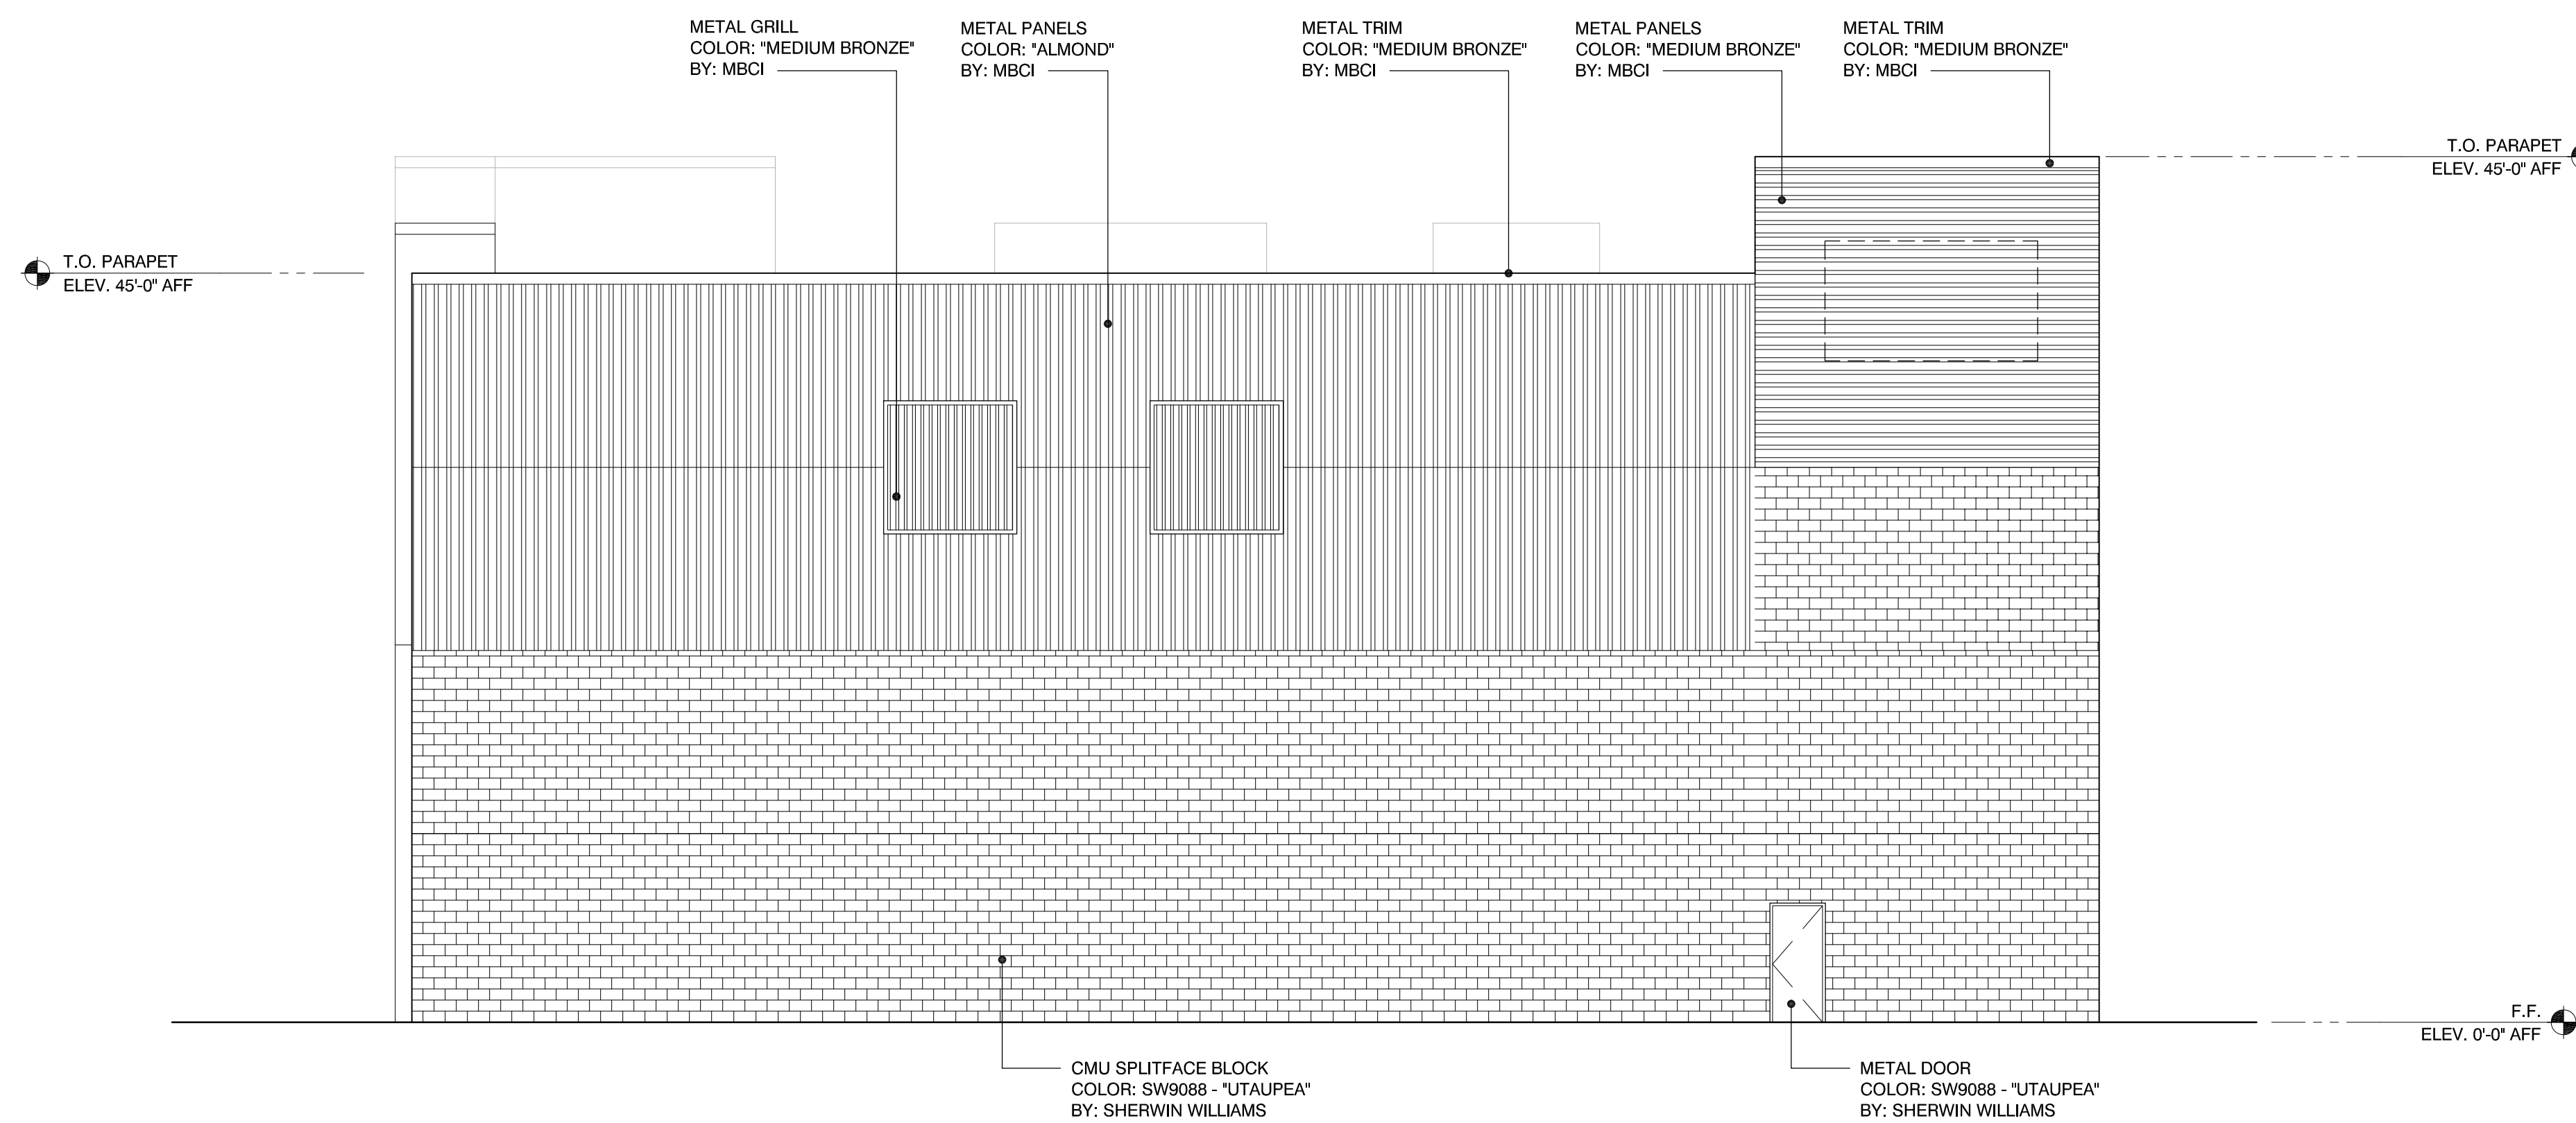 METAL GRILL
COLOR: "MEDIUM BRONZE"
BY: MBCI
METAL PANELS
COLOR: "ALMOND"
BY: MBCI
METAL TRIM
COLOR: "MEDIUM BRONZE"
BY: MBCI
METAL PANELS
COLOR: "MEDIUM BRONZE"
BY: MBCI
METAL TRIM
COLOR: "MEDIUM BRONZE"
BY: MBCI
T.O. PARAPET
ELEV. 45'-0" AFF
T.O. PARAPET
ELEV. 45'-0" AFF
F.F.
ELEV. 0'-0" AFF
CMU SPLITFACE BLOCK
COLOR: SW9088 - "UTAUPEA"
BY: SHERWIN WILLIAMS
METAL DOOR
COLOR: SW9088 - "UTAUPEA"
BY: SHERWIN WILLIAMS